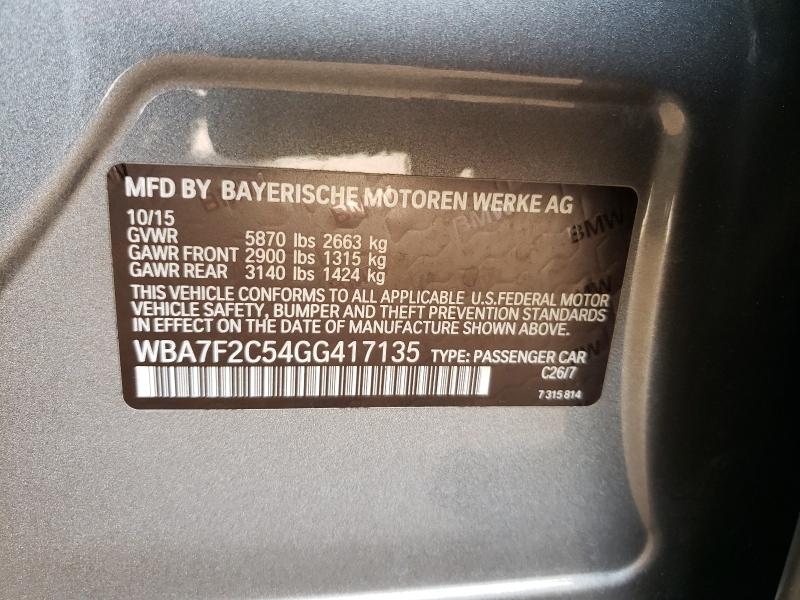 MFD BY BAYERISCHE MOTOREN WERKE AG
10/15
GVWR 5870 lbs 2663 kg
GAWR FRONT 2900 lbs 1315 kg
GAWR REAR 3140 lbs 1424 kg
THIS VEHICLE CONFORMS TO ALL APPLICABLE U.S.FEDERAL MOTOR
VEHICLE SAFETY, BUMPER AND THEFT PREVENTION STANDARDS
IN EFFECT ON THE DATE OF MANUFACTURE SHOWN ABOVE.
WBA7F2C54GG417135 TYPE: PASSENGER CAR
C26/7
7 315 814
BMW
BMW